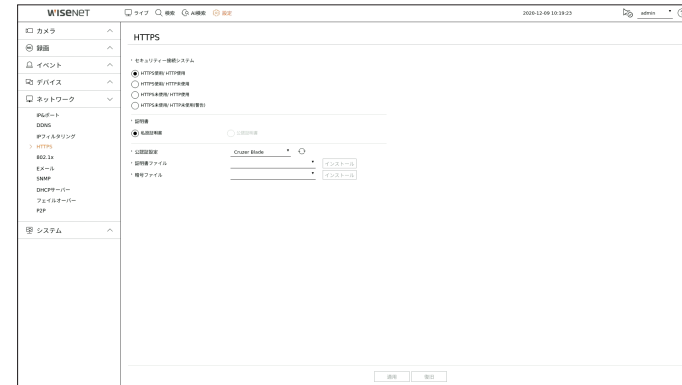 WISENET
ライブ 検索 AI検索 設定
2020-12-09 10:19:23
admin
カメラ
録画
イベント
デバイス
ネットワーク
IP&ポート
DDNS
IPフィルタリング
HTTPS
802.1x
Eメール
SNMP
DHCPサーバー
フェイルオーバー
P2P
システム
HTTPS
セキュリティー接続システム
HTTPS使用/ HTTP使用
HTTPS使用/ HTTP未使用
HTTPS未使用/ HTTP使用
HTTPS未使用/ HTTP未使用(警告)
証明書
私設証明書 公認証明書
公認証設定 Cruzer Blade
証明書ファイル インストール
暗号ファイル インストール
適用 復旧